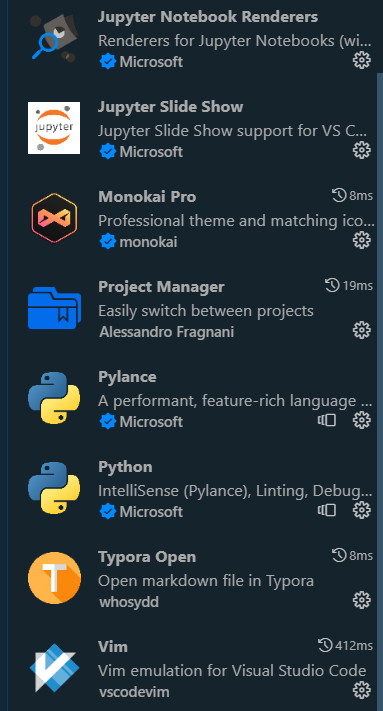 Jupyter Notebook Renderers
Renderers for Jupyter Notebooks (wi...
Microsoft
Jupyter Slide Show
jupyter
Jupyter Slide Show support for VS C...
Microsoft
Monokai Pro 8ms
Professional theme and matching ico...
monokai
Project Manager 19ms
Easily switch between projects
Alessandro Fragnani
Pylance
A performant, feature-rich language ...
Microsoft
Python
IntelliSense (Pylance), Linting, Debug...
Microsoft
Typora Open 8ms
T
Open markdown file in Typora
whosydd
Vim 412ms
Vim emulation for Visual Studio Code
vscodevim